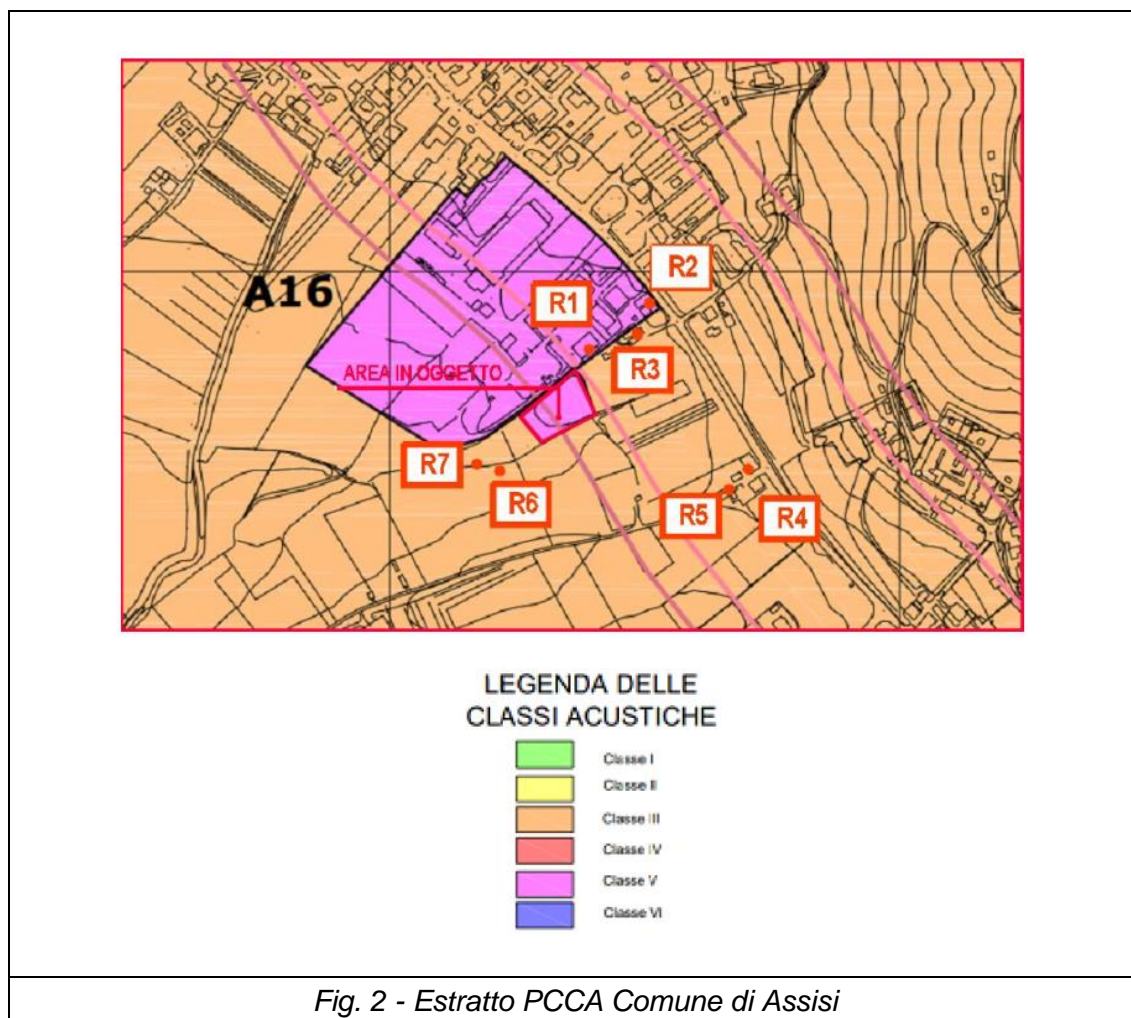 A16
R1
R2
R3
AREA IN OGGETTO
R7
R6
R5
R4
LEGENDA DELLE
CLASSI ACUSTICHE
Classe I
Classe II
Classe III
Classe IV
Classe V
Classe VI
Fig. 2 - Estratto PCCA Comune di Assisi